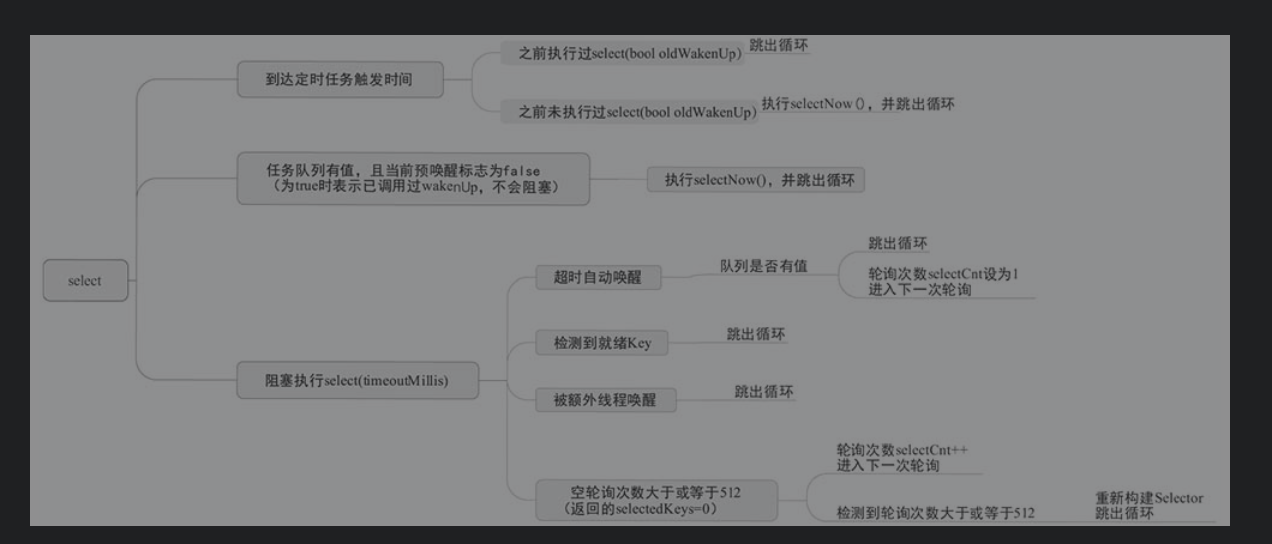 select
到达定时任务触发时间
之前执行过select(bool oldWakenUp)
跳出循环
之前未执行过select(bool oldWakenUp)
执行selectNow（），并跳出循环
任务队列有值，且当前预唤醒标志为false
（为true时表示已调用过wakenUp，不会阻塞）
执行selectNow()，并跳出循环
阻塞执行select(timeoutMillis)
超时自动唤醒
队列是否有值
跳出循环
轮询次数selectCnt设为1
进入下一次轮询
检测到就绪Key
跳出循环
被额外线程唤醒
跳出循环
空轮询次数大于或等于512
（返回的selectedKeys=0）
轮询次数selectCnt++
进入下一次轮询
检测到轮询次数大于或等于512
重新构建Selector
跳出循环